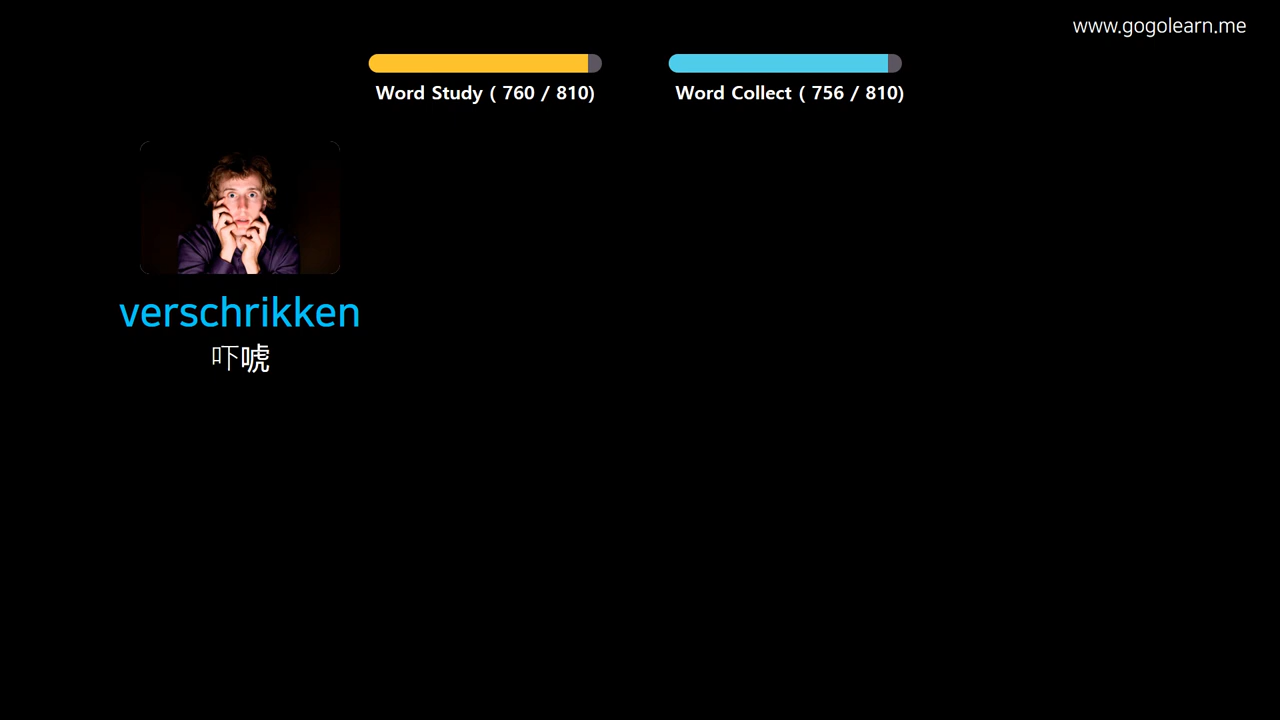 www.gogolearn.me
Word Study ( 760 / 810)
Word Collect ( 756 / 810)
verschrikken
吓唬